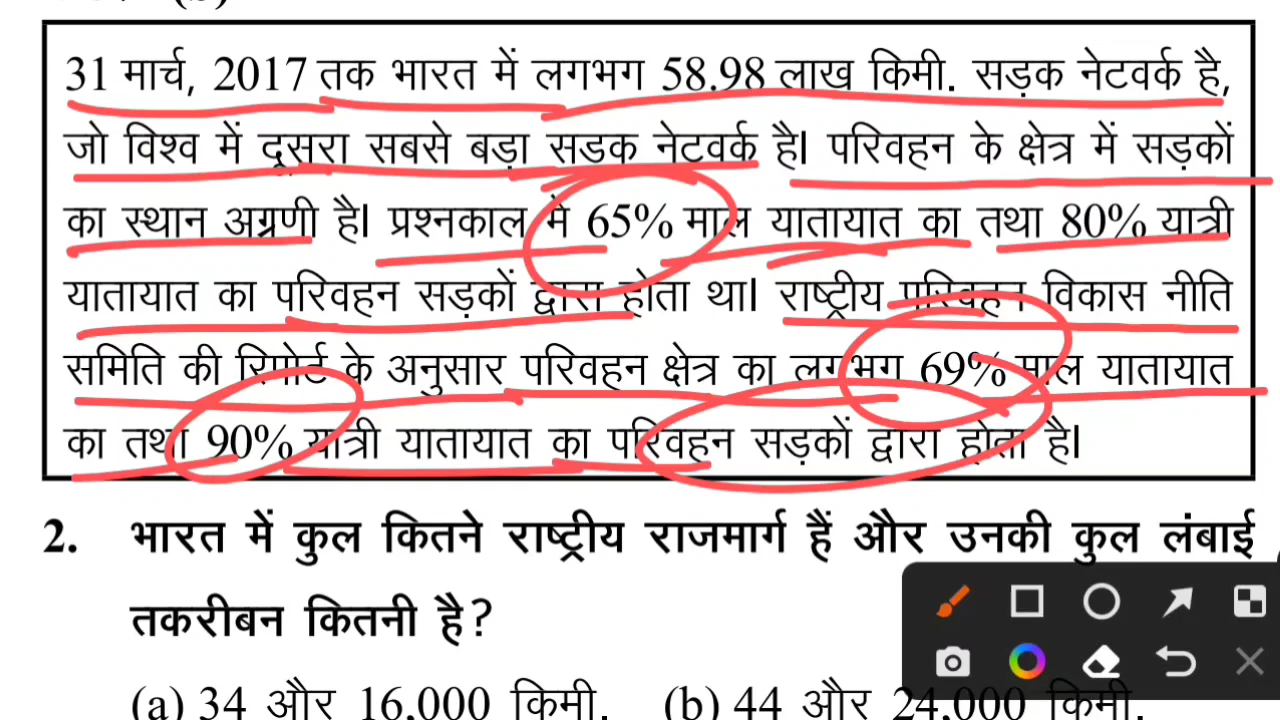 31 मार्च, 2017 तक भारत में लगभग 58.98 लाख किमी. सड़क नेटवर्क है,
जो विश्व में दूसरा सबसे बड़ा सडक नेटवर्क है। परिवहन के क्षेत्र में सड़कों
का स्थान अग्रणी है। प्रश्नकाल मे 65% माल यातायात का तथा 80% यात्री
यातायात का परिवहन सड़कों द्वारा होता था। राष्ट्रीय परिवहन विकास नीति
समिति की रिपोर्ट के अनुसार परिवहन क्षेत्र का लगभग 69% माल यातायात
का तथा 90% यात्री यातायात का परिवहन सड़कों द्वारा होता है।
2. भारत में कुल कितने राष्ट्रीय राजमार्ग हैं और उनकी कुल लंबाई
तकरीबन कितनी है?
(a) 34 और 16,000 किमी. (b) 44 और 24,000 किमी.